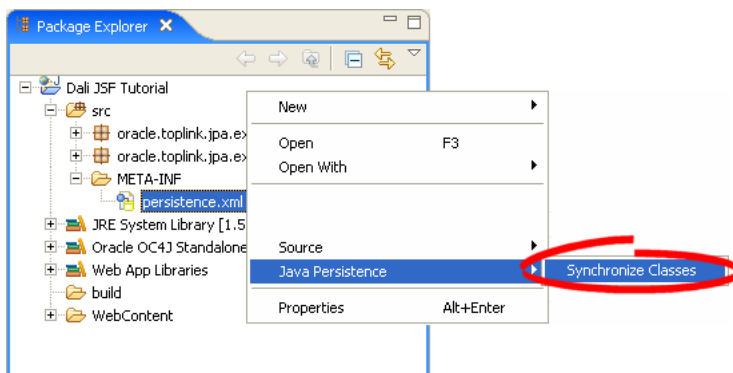 Package Explorer
Dali JSF Tutorial
src
oracle.toplink.jpa.ex
oracle.toplink.jpa.ex
META-INF
persistence.xml
JRE System Library [1.5
Oracle OC4J Standalone
Web App Libraries
build
WebContent
New
Open F3
Open With
Source
Java Persistence
Properties Alt+Enter
Synchronize Classes